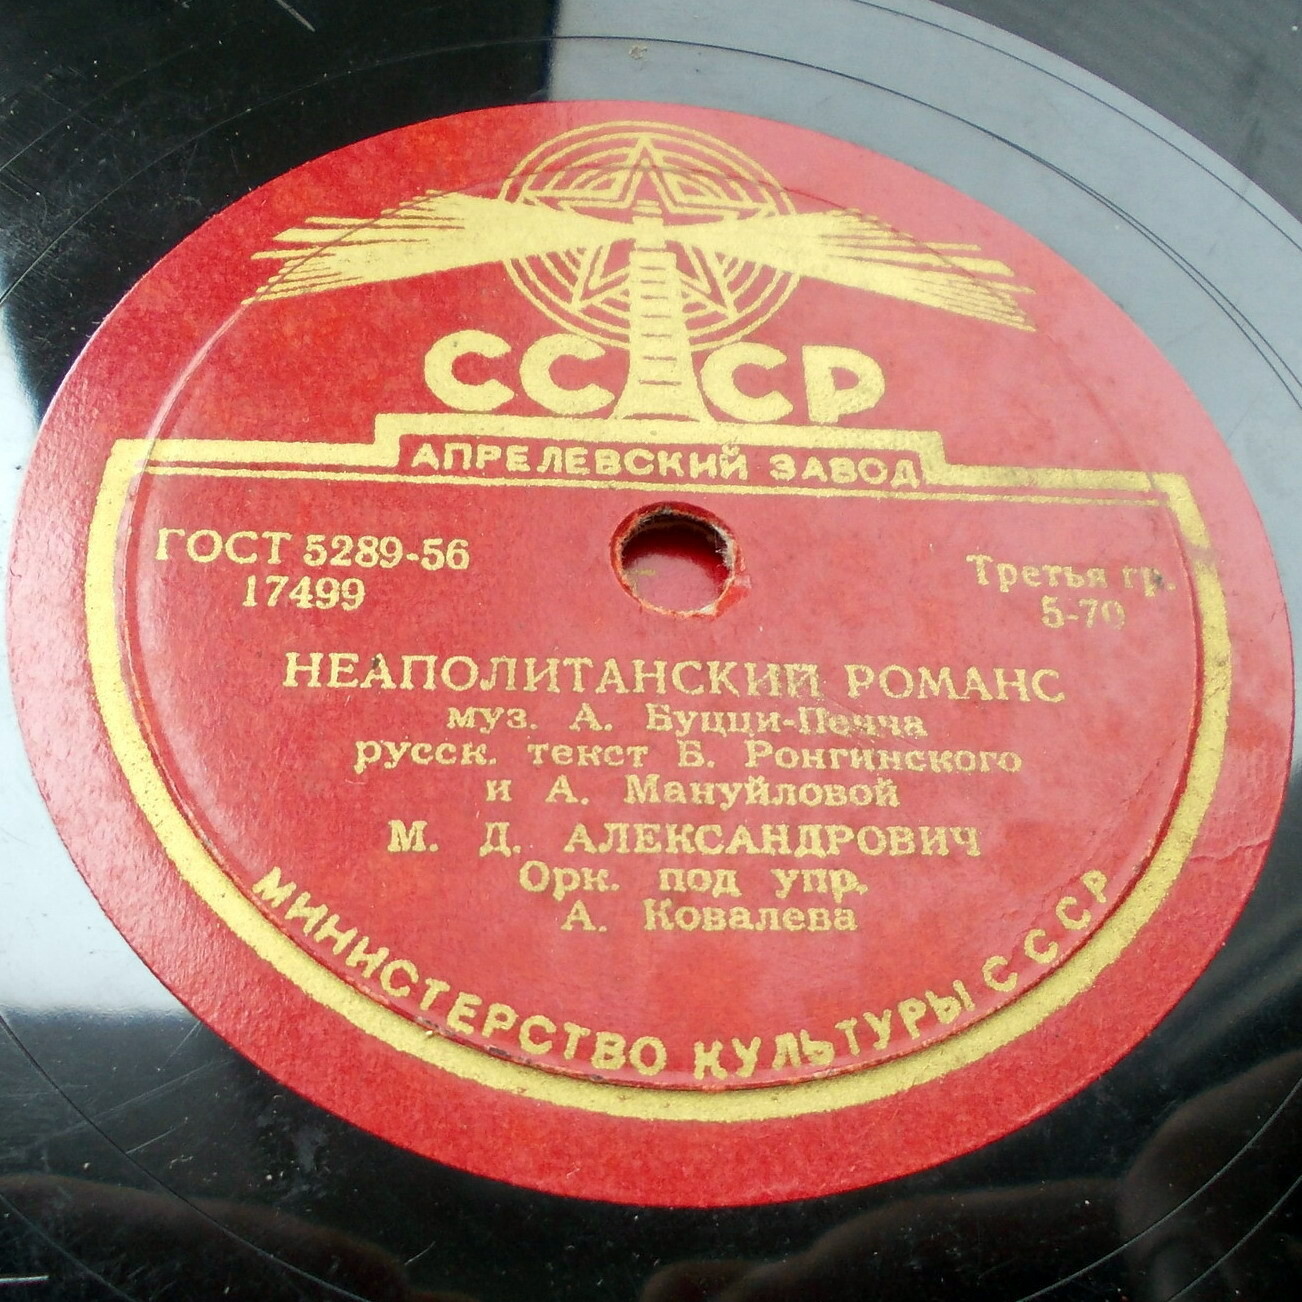 СССР
АПРЕЛЕВСКИЙ ЗАВОД
ГОСТ 5289-56
17499
Третья гр.
5-70
НЕАПОЛИТАНСКИЙ РОМАНС
муз. А. Буцци-Печча
русск. текст Б. Ронгинского
и А. Мануйловой
М. Д. АЛЕКСАНДРОВИЧ
Орк. под упр.
А. Ковалева
МИНИСТЕРСТВО КУЛЬТУРЫ СССР